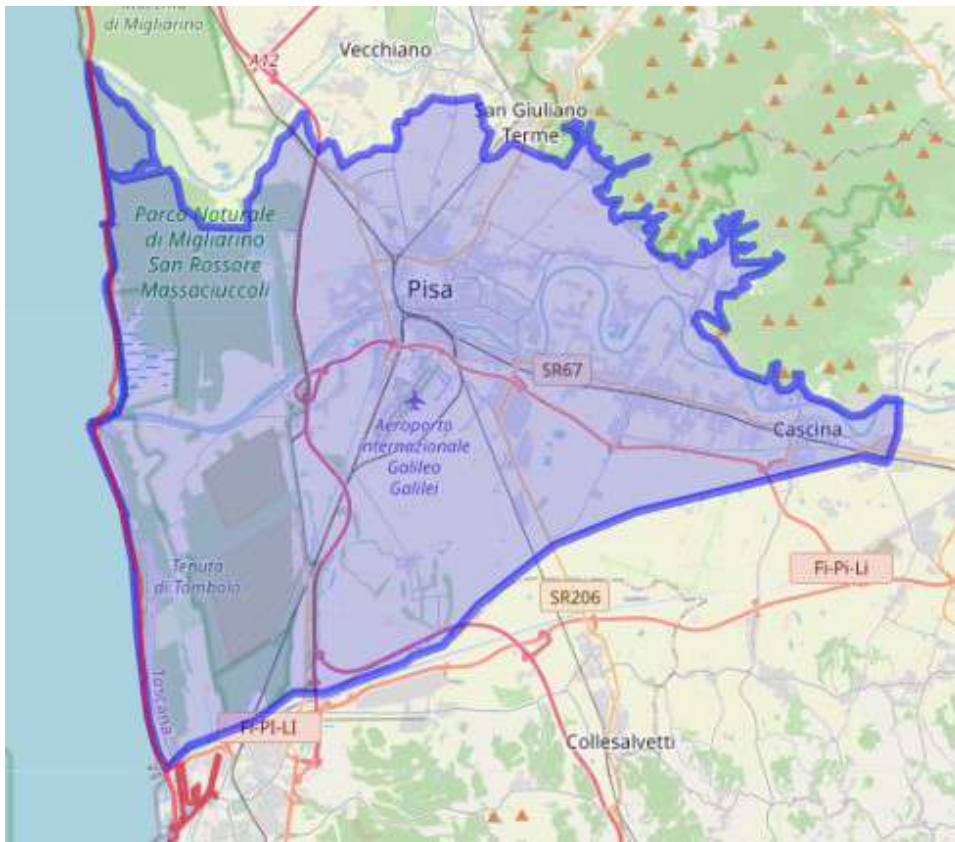 di Migliarino
A12
Vecchiano
San Giuliano
Terme
Parco Naturale
di Migliarino
San Rossore
Massaciuccoli
Pisa
SR67
Aeroporto
internazionale
Galileo
Galilei
Cascina
Tenuta
di Tombolo
Fi-Pi-Li
SR206
Toscana
Fi-PI-LI
Collesalvetti